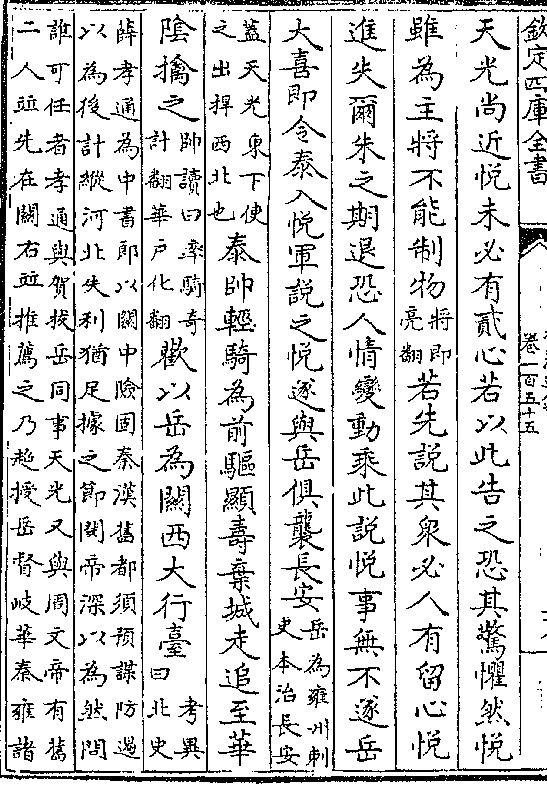 欽定四庫全書
卷一百五十五
天光尚近悦未必有貳心若以此告之恐其驚懼然悦
雖為主將不能制物將即亮翻若先說其衆必人有留心悦
進失爾朱之期退恐人情變動乘此說悦事無不遂岳
大喜即令泰入悦軍說之悦遂與岳俱襲長安岳為雍州刺史本治長安
蓋天光東下使之出捍西北也泰帥輕騎為前驅顯壽棄城走追至華
陰擒之帥讀曰率騎奇計翻華户化翻歡以岳為關西大行臺考異曰北史
薛孝通為中書郎以關中險固秦漢舊都須預謀防遏
以為後計縱河北失利猶足據之節閔帝深以為然問
誰可任者孝通與賀拔岳同事天光又與周文帝有舊
二人並先在關右並推薦之乃超授岳督岐華秦雍諸